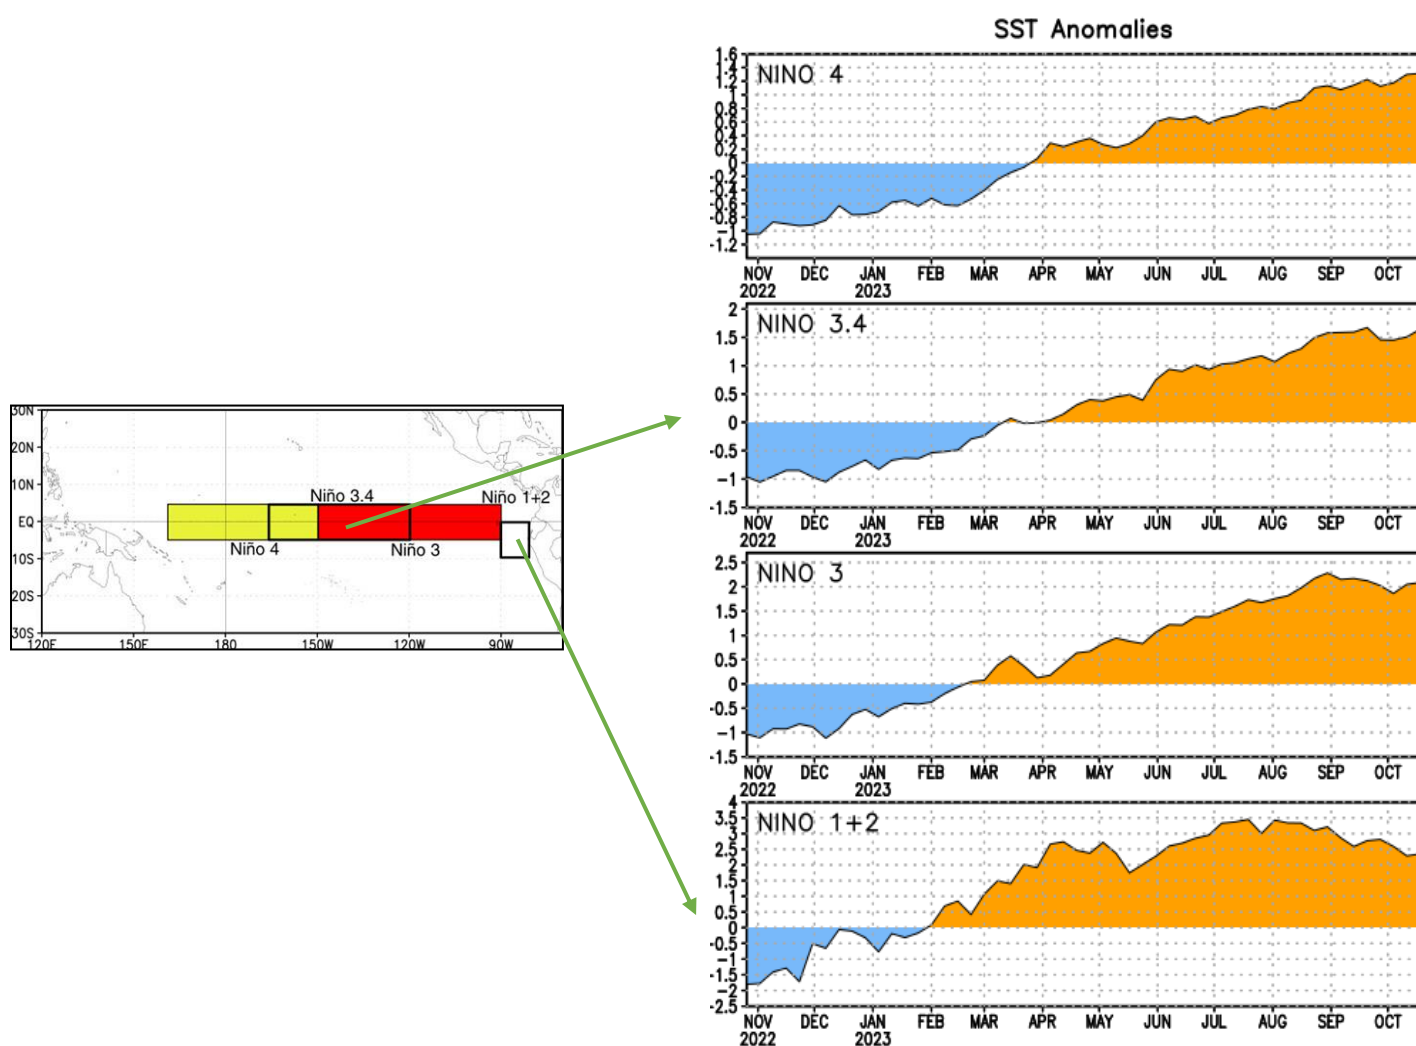 SST Anomalies
1.6
1.4
1.2
1
0.8
0.6
0.4
0.2
0
-0.2
-0.4
-0.6
-0.8
-1
-1.2
NINO 4
NOV DEC JAN FEB MAR APR MAY JUN JUL AUG SEP OCT
2022 2023
2
1.5
1
0.5
0
-0.5
-1
-1.5
NINO 3.4
NOV DEC JAN FEB MAR APR MAY JUN JUL AUG SEP OCT
2022 2023
30N
20N
10N
EQ
10S
20S
30S
120E 150E 180 150W 120W 90W
Niño 3.4
Niño 1+2
Niño 4
Niño 3
2.5
2
1.5
1
0.5
0
-0.5
-1
-1.5
NINO 3
NOV DEC JAN FEB MAR APR MAY JUN JUL AUG SEP OCT
2022 2023
4
3.5
3
2.5
2
1.5
1
0.5
0
-0.5
-1
-1.5
-2
-2.5
NINO 1+2
NOV DEC JAN FEB MAR APR MAY JUN JUL AUG SEP OCT
2022 2023